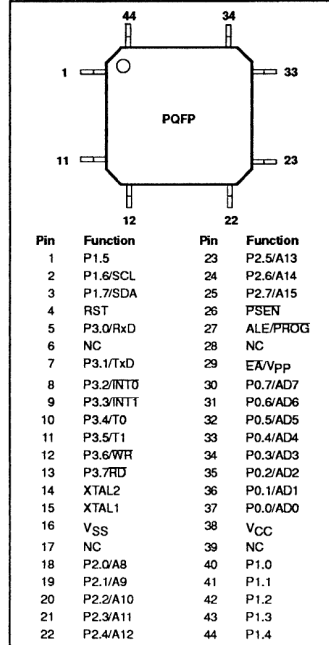 44 34
1 33
PQFP
11 23
12 22
Pin Function Pin Function
1 P1.5 23 P2.5/A13
2 P1.6/SCL 24 P2.6/A14
3 P1.7/SDA 25 P2.7/A15
4 RST 26 P̅S̅E̅N̅
5 P3.0/RxD 27 ALE/P̅R̅O̅G̅
6 NC 28 NC
7 P3.1/TxD 29 E̅A̅/VPP
8 P3.2/I̅N̅T̅0̅ 30 P0.7/AD7
9 P3.3/I̅N̅T̅1̅ 31 P0.6/AD6
10 P3.4/T0 32 P0.5/AD5
11 P3.5/T1 33 P0.4/AD4
12 P3.6/W̅R̅ 34 P0.3/AD3
13 P3.7R̅D̅ 35 P0.2/AD2
14 XTAL2 36 P0.1/AD1
15 XTAL1 37 P0.0/AD0
16 VSS 38 VCC
17 NC 39 NC
18 P2.0/A8 40 P1.0
19 P2.1/A9 41 P1.1
20 P2.2/A10 42 P1.2
21 P2.3/A11 43 P1.3
22 P2.4/A12 44 P1.4